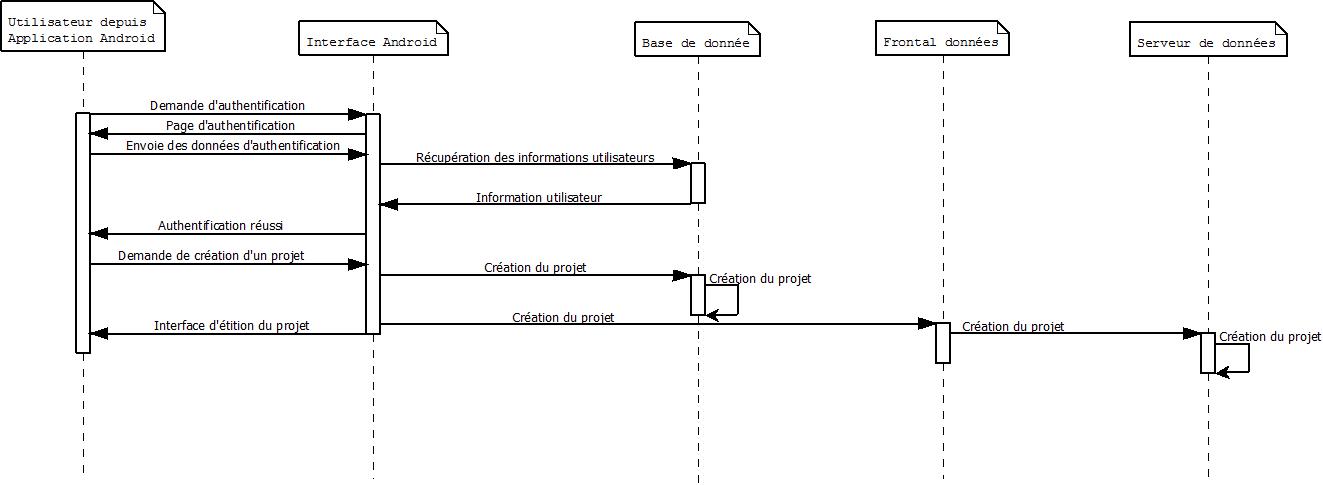 Utilisateur depuis
Application Android
Interface Android
Base de donnée
Frontal données
Serveur de données
Demande d'authentification
Page d'authentification
Envoie des données d'authentification
Récupération des informations utilisateurs
Information utilisateur
Authentification réussi
Demande de création d'un projet
Création du projet
Création du projet
Création du projet
Interface d'étition du projet
Création du projet
Création du projet